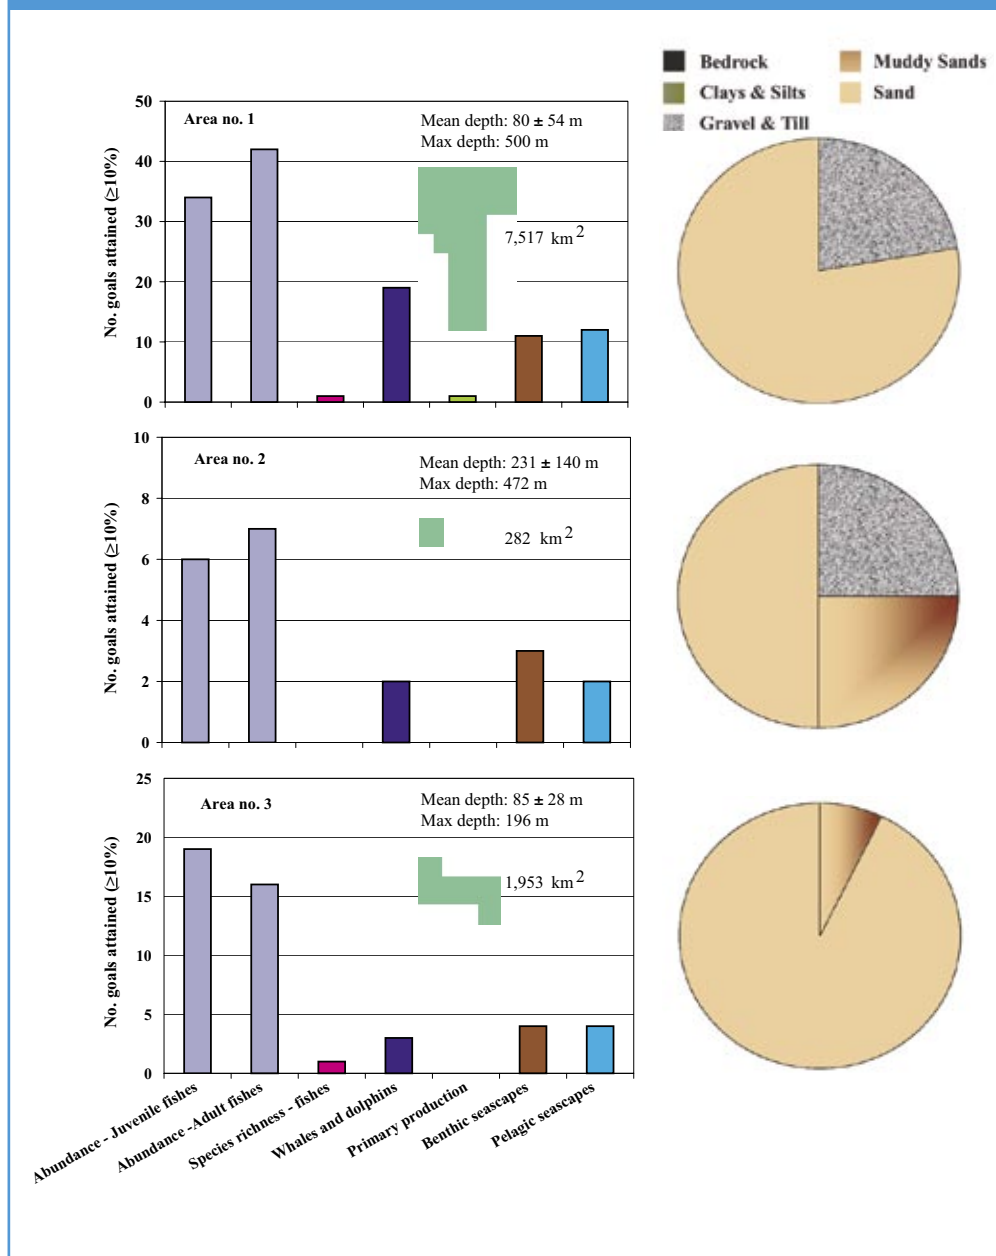 Bedrock
Muddy Sands
Clays & Silts
Sand
Gravel & Till
No. goals attained (≥10%)
50
40
30
20
10
0
Area no. 1
Mean depth: 80 ± 54 m
Max depth: 500 m
7,517 km2
No. goals attained (≥10%)
10
8
6
4
2
0
Area no. 2
Mean depth: 231 ± 140 m
Max depth: 472 m
282 km2
No. goals attained (≥10%)
25
20
15
10
5
0
Area no. 3
Mean depth: 85 ± 28 m
Max depth: 196 m
1,953 km2
Abundance - Juvenile fishes
Abundance -Adult fishes
Species richness - fishes
Whales and dolphins
Primary production
Benthic seascapes
Pelagic seascapes